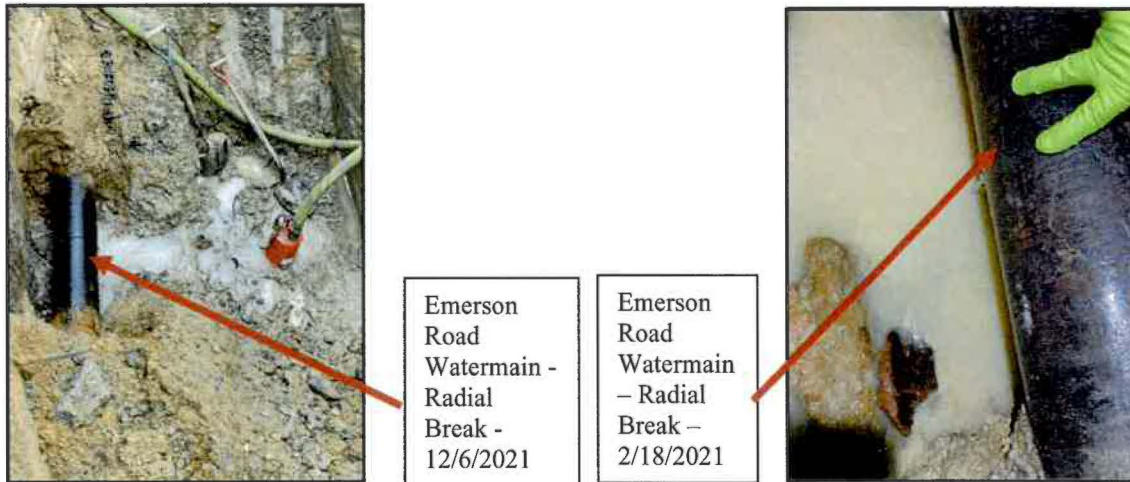 Emerson
Road
Watermain -
Radial
Break -
12/6/2021
Emerson
Road
Watermain
– Radial
Break –
2/18/2021